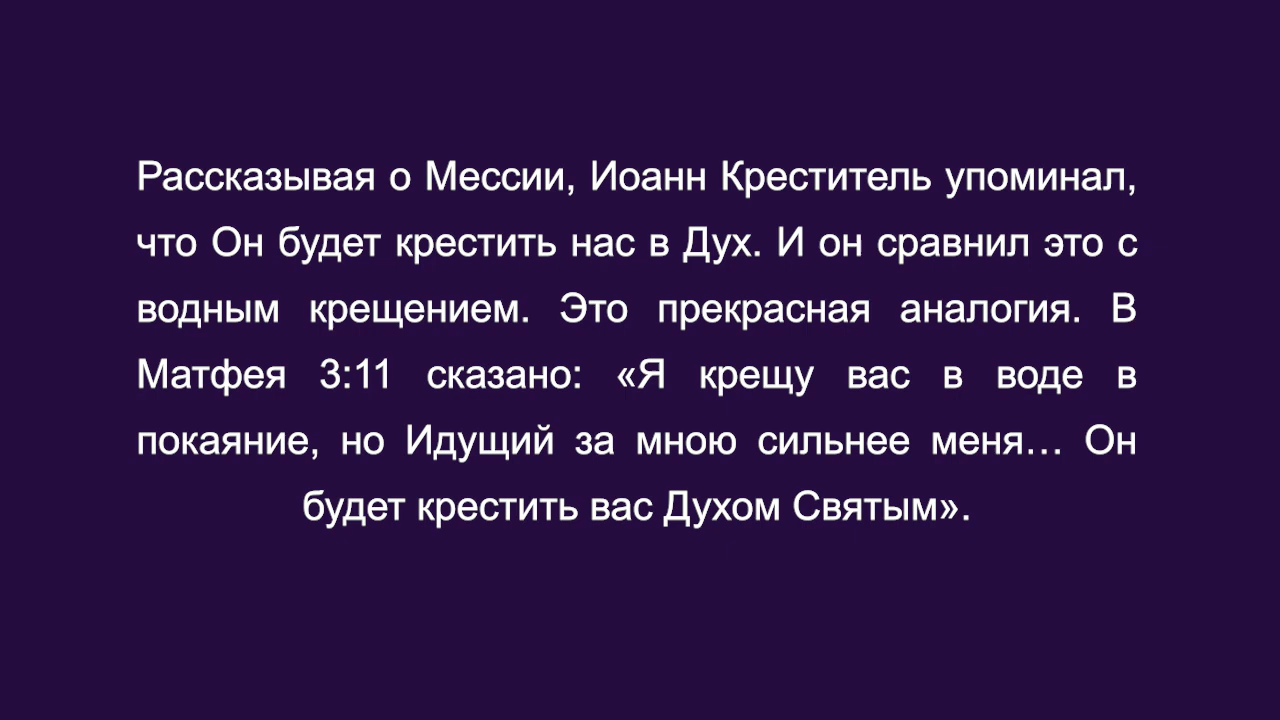 Рассказывая о Мессии, Иоанн Креститель упоминал,
что Он будет крестить нас в Дух. И он сравнил это с
водным крещением. Это прекрасная аналогия. В
Матфея 3:11 сказано: «Я крещу вас в воде в
покаяние, но Идущий за мною сильнее меня… Он
будет крестить вас Духом Святым».